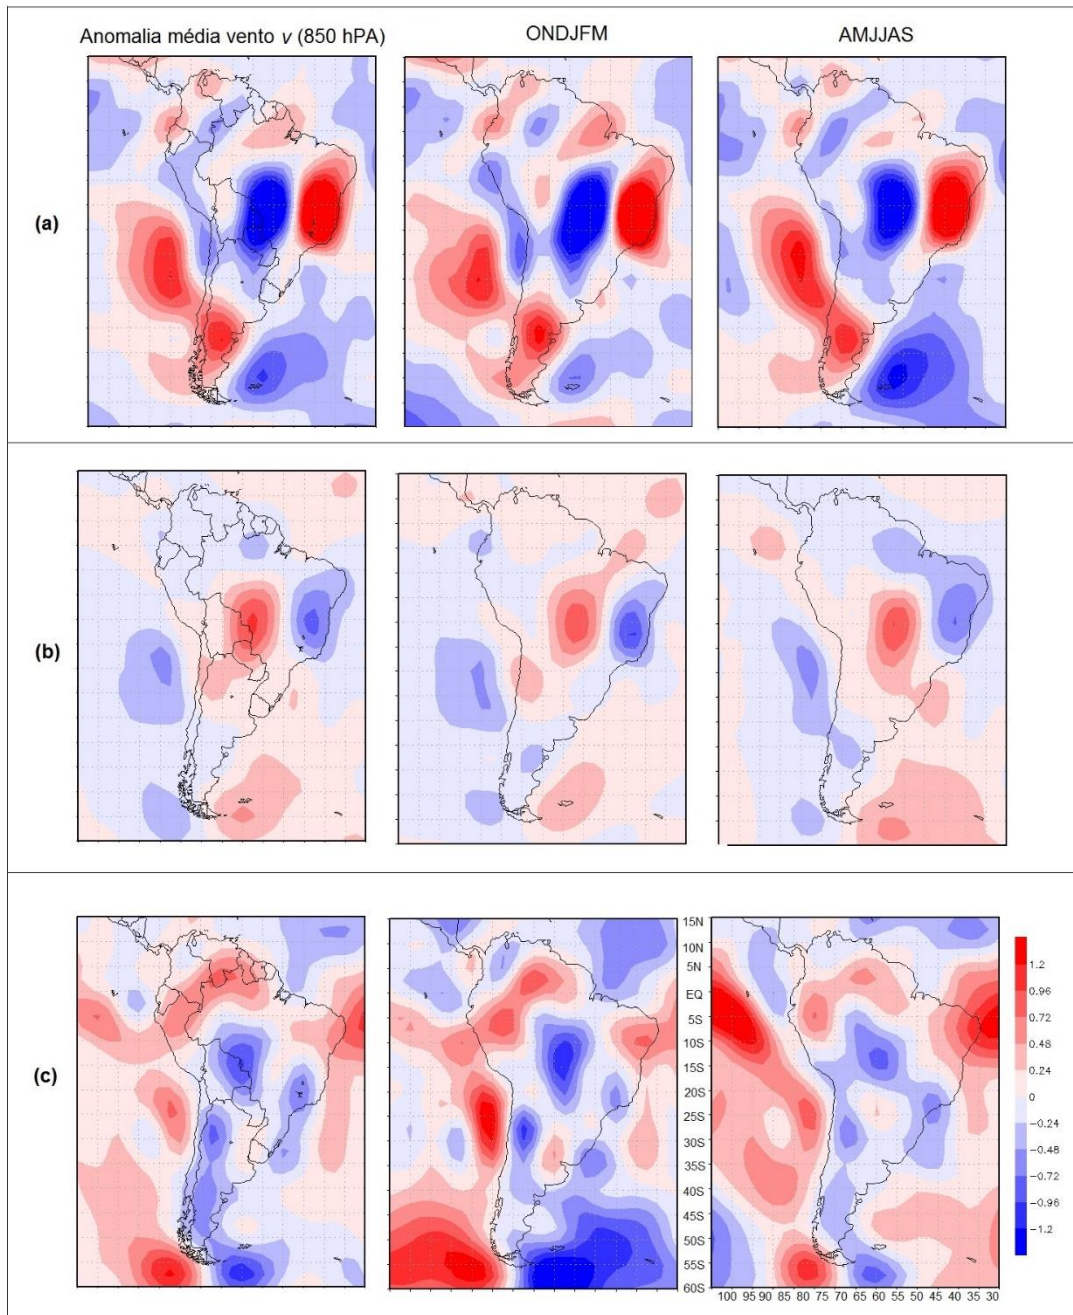 Anomalia média vento v (850 hPA)
ONDJFM
AMJJAS
(a)
(b)
(c)
15N
10N
5N
EQ
5S
10S
15S
20S
25S
30S
35S
40S
45S
50S
55S
60S
100 95 90 85 80 75 70 65 60 55 50 45 40 35 30
1.2
0.96
0.72
0.48
0.24
0
−0.24
−0.48
−0.72
−0.96
−1.2